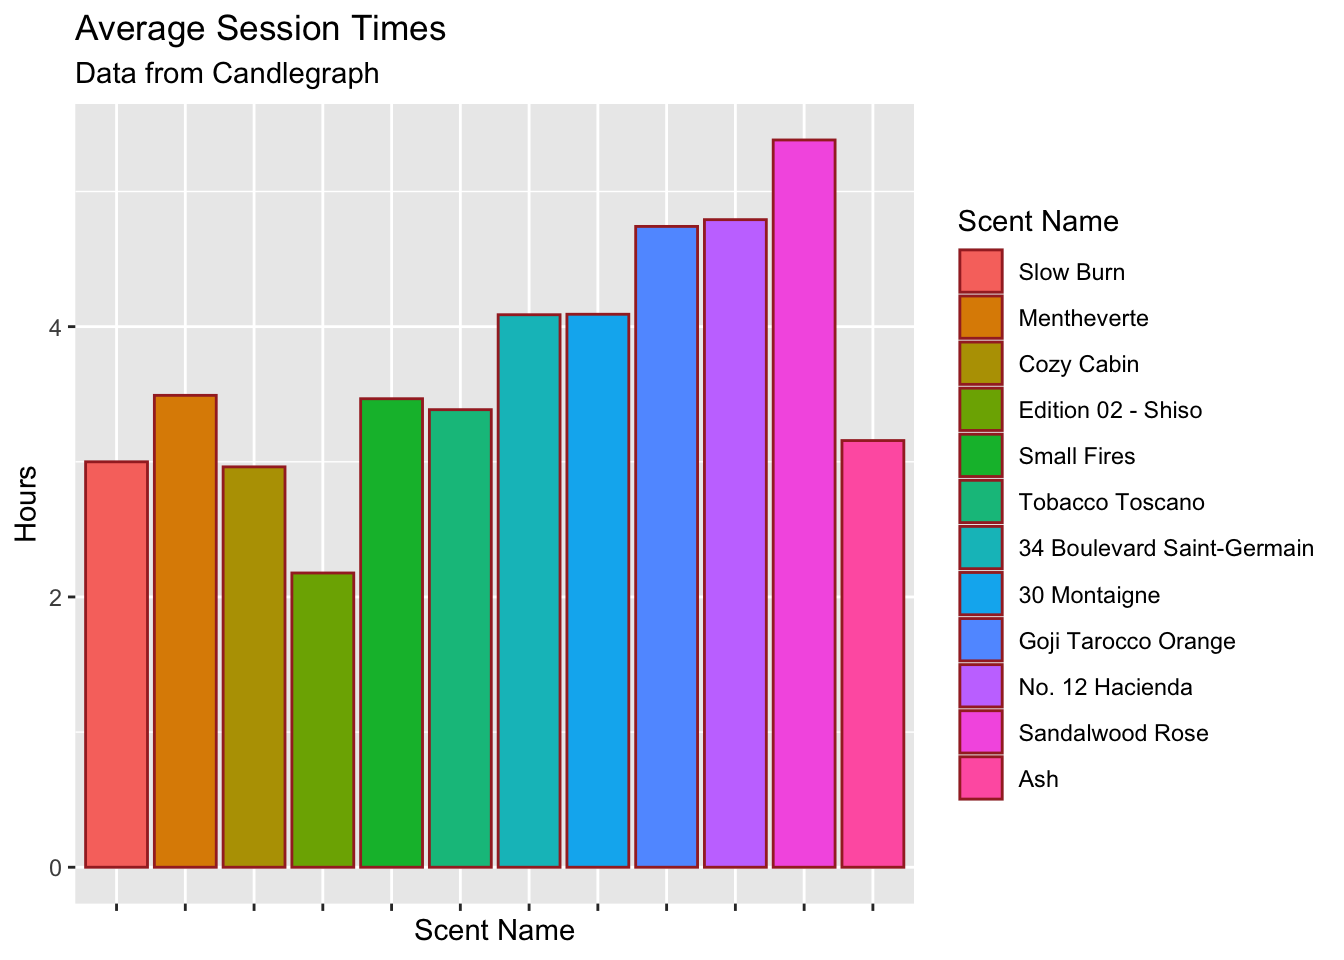 Average Session Times
Data from Candlegraph
Hours
4
2
0
Scent Name
Scent Name
Slow Burn
Mentheverte
Cozy Cabin
Edition 02 - Shiso
Small Fires
Tobacco Toscano
34 Boulevard Saint-Germain
30 Montaigne
Goji Tarocco Orange
No. 12 Hacienda
Sandalwood Rose
Ash